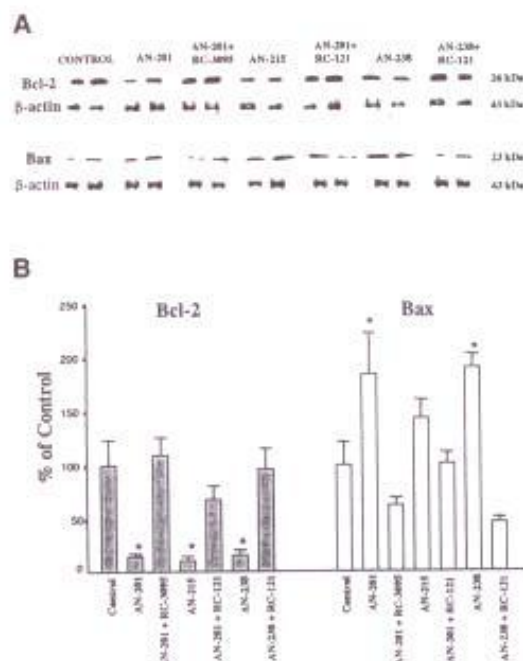 A
CONTROL AN-201 AN-201+ RC-3095 AN-215 AN-201+ RC-121 AN-238 AN-238+ RC-121
Bcl-2 26 kDa
β-actin 43 kDa
Bax 23 kDa
β-actin 43 kDa
B
Bcl-2 Bax
% of Control
250
200
150
100
50
0
* * * * *
Control AN-201 AN-201 + RC-3095 AN-215 AN-201 + RC-121 AN-238 AN-238 + RC-121 Control AN-201 AN-201 + RC-3095 AN-215 AN-201 + RC-121 AN-238 AN-238 + RC-121